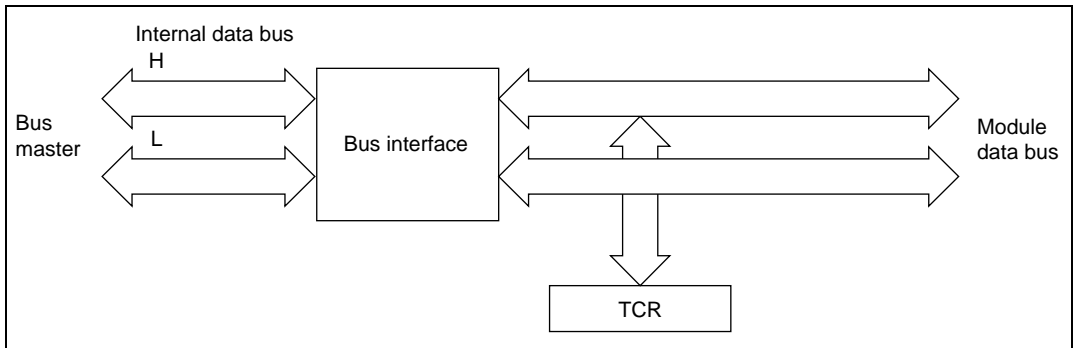 Internal data bus
H
Bus
master
L
Bus interface
Module
data bus
TCR